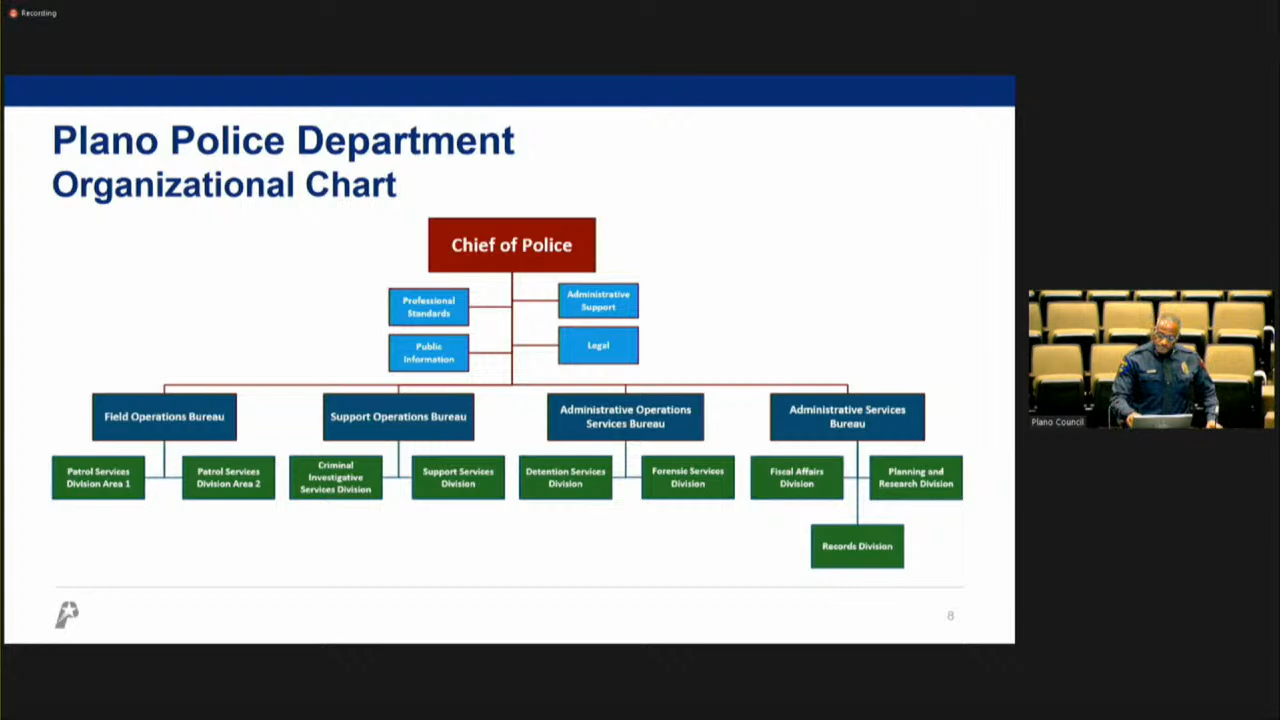 Recording
Plano Police Department
Organizational Chart
Chief of Police
Professional
Standards
Administrative
Support
Public
Information
Legal
Field Operations Bureau
Support Operations Bureau
Administrative Operations
Services Bureau
Administrative Services
Bureau
Patrol Services
Division Area 1
Patrol Services
Division Area 2
Criminal
Investigative
Services Division
Support Services
Division
Detention Services
Division
Forensic Services
Division
Fiscal Affairs
Division
Planning and
Research Division
Records Division
8
Plano Council